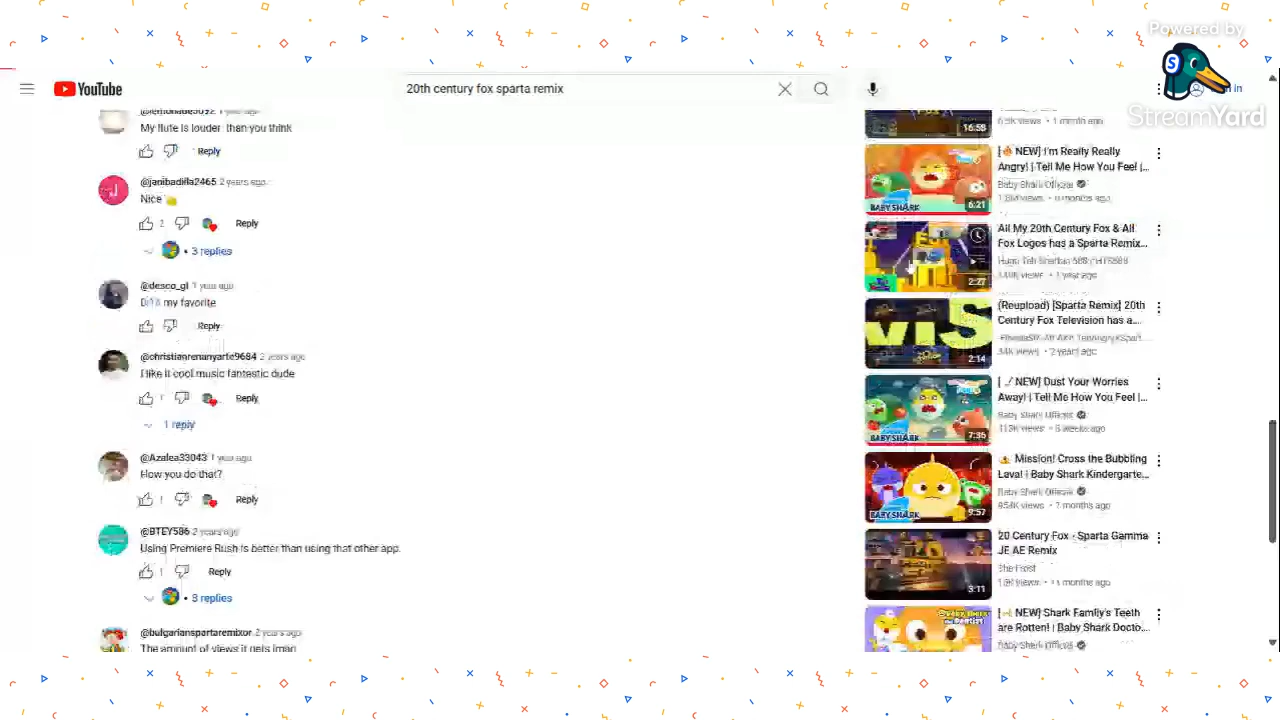 Powered by
StreamYard
YouTube
20th century fox sparta remix
in
My flute is louder than you think
Reply
@janibadilla2465 2 years ago
Nice
2
Reply
3 replies
@desco_gl 1 year ago
my favorite
Reply
@christianrenanyarte9684 2 years ago
I like it cool music fantastic dude
1
Reply
1 reply
@Azalea33043 1 year ago
How you do that?
1
Reply
@BTEY586 2 years ago
Using Premiere Rush is better than using that other app.
1
Reply
3 replies
@bulgarianspartaremixor 2 years ago
The amount of views it gets
16:58
1 month ago
NEW] I'm Really Really
Angry! | Tell Me How You Feel |...
Baby Shark Official
BABY SHARK
6:21
All My 20th Century Fox & All
Fox Logos has a Sparta Remix...
1 year ago
2:27
(Reupload) [Sparta Remix] 20th
Century Fox Television has a...
34K views • 2 years ago
2:14
NEW] Dust Your Worries
Away! | Tell Me How You Feel |...
Baby Shark Official
BABY SHARK
7:36
Mission! Cross the Bubbling
Lava! | Baby Shark Kindergarte...
Baby Shark Official
BABY SHARK
9:57
20 Century Fox - Sparta Gamma
JE AE Remix
3:11
11 months ago
NEW] Shark Family's Teeth
are Rotten! | Baby Shark Docto...
Baby Shark Official